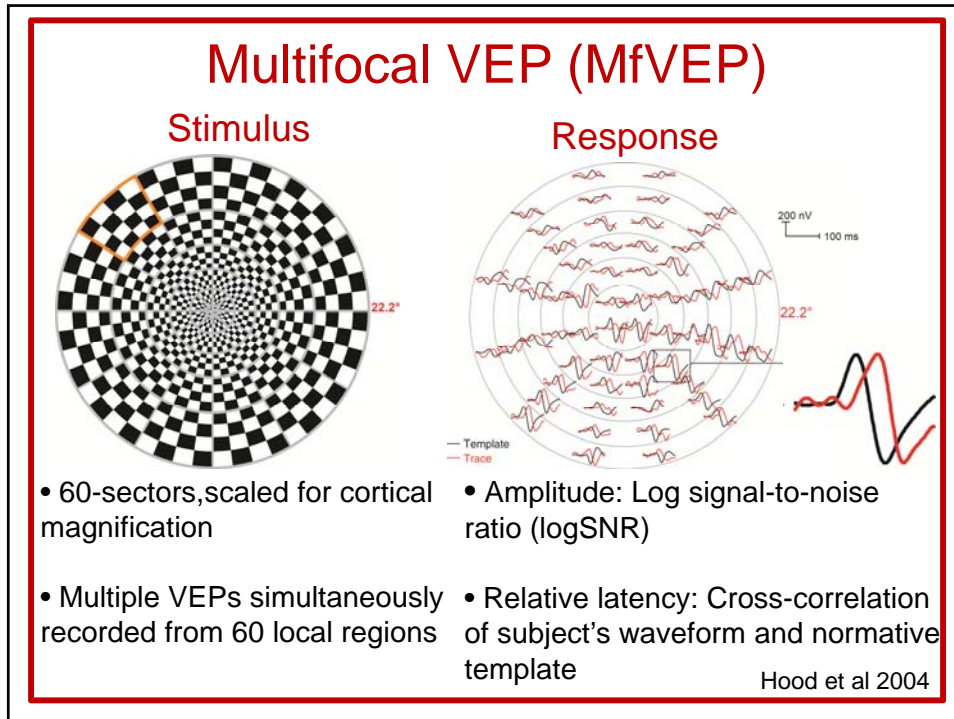 Multifocal VEP (MfVEP)
Stimulus
22.2°
• 60-sectors,scaled for cortical
magnification
• Multiple VEPs simultaneously
recorded from 60 local regions
Response
200 nV
100 ms
22.2°
Template
Trace
• Amplitude: Log signal-to-noise
ratio (logSNR)
• Relative latency: Cross-correlation
of subject’s waveform and normative
template
Hood et al 2004